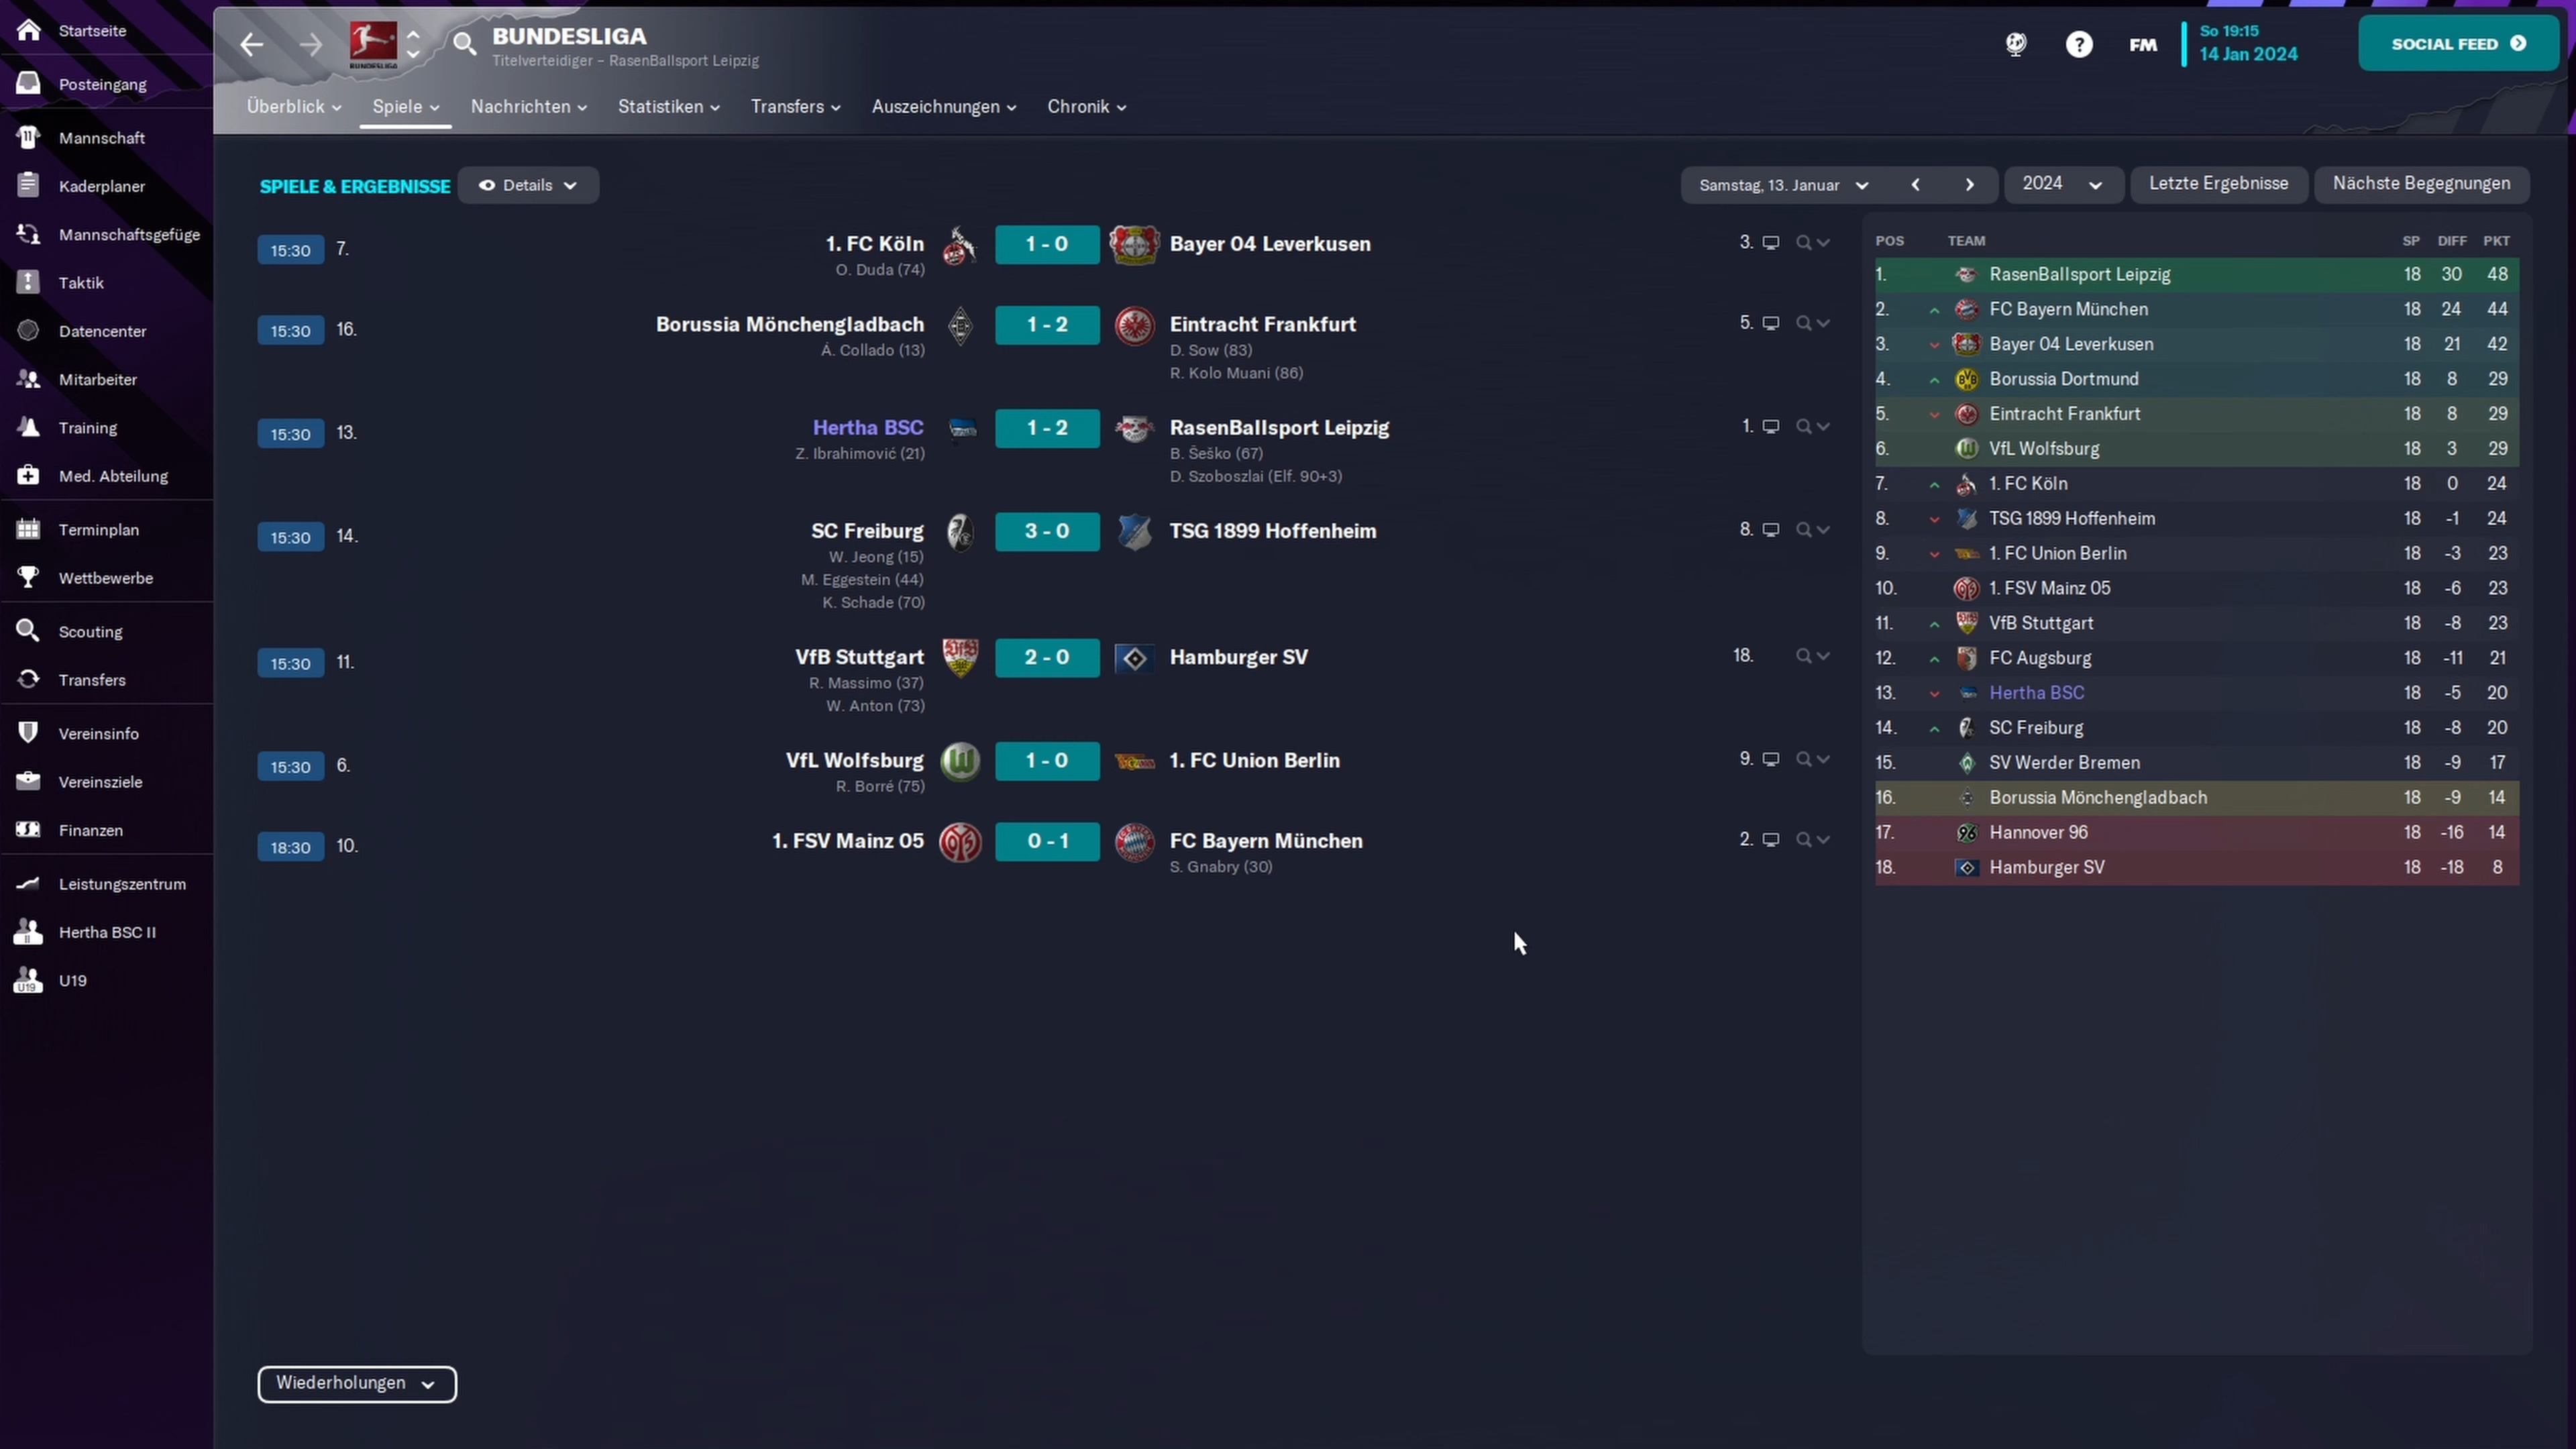 Startseite
Posteingang
Mannschaft
Kaderplaner
Mannschaftsgefüge
Taktik
Datencenter
Mitarbeiter
Training
Med. Abteilung
Terminplan
Wettbewerbe
Scouting
Transfers
Vereinsinfo
Vereinsziele
Finanzen
Leistungszentrum
Hertha BSC II
U19
BUNDESLIGA
Titelverteidiger – RasenBallsport Leipzig
FM
So 19:15
14 Jan 2024
SOCIAL FEED
Überblick Spiele Nachrichten Statistiken Transfers Auszeichnungen Chronik
SPIELE & ERGEBNISSE Details Samstag, 13. Januar 2024 Letzte Ergebnisse Nächste Begegnungen
15:30 7. 1. FC Köln 1 - 0 Bayer 04 Leverkusen 3.
O. Duda (74)
15:30 16. Borussia Mönchengladbach 1 - 2 Eintracht Frankfurt 5.
Á. Collado (13) D. Sow (83)
R. Kolo Muani (86)
15:30 13. Hertha BSC 1 - 2 RasenBallsport Leipzig 1.
Z. Ibrahimović (21) B. Šeško (67)
D. Szoboszlai (Elf. 90+3)
15:30 14. SC Freiburg 3 - 0 TSG 1899 Hoffenheim 8.
W. Jeong (15)
M. Eggestein (44)
K. Schade (70)
15:30 11. VfB Stuttgart 2 - 0 Hamburger SV 18.
R. Massimo (37)
W. Anton (73)
15:30 6. VfL Wolfsburg 1 - 0 1. FC Union Berlin 9.
R. Borré (75)
18:30 10. 1. FSV Mainz 05 0 - 1 FC Bayern München 2.
S. Gnabry (30)
POS TEAM SP DIFF PKT
1. RasenBallsport Leipzig 18 30 48
2. FC Bayern München 18 24 44
3. Bayer 04 Leverkusen 18 21 42
4. Borussia Dortmund 18 8 29
5. Eintracht Frankfurt 18 8 29
6. VfL Wolfsburg 18 3 29
7. 1. FC Köln 18 0 24
8. TSG 1899 Hoffenheim 18 -1 24
9. 1. FC Union Berlin 18 -3 23
10. 1. FSV Mainz 05 18 -6 23
11. VfB Stuttgart 18 -8 23
12. FC Augsburg 18 -11 21
13. Hertha BSC 18 -5 20
14. SC Freiburg 18 -8 20
15. SV Werder Bremen 18 -9 17
16. Borussia Mönchengladbach 18 -9 14
17. Hannover 96 18 -16 14
18. Hamburger SV 18 -18 8
Wiederholungen